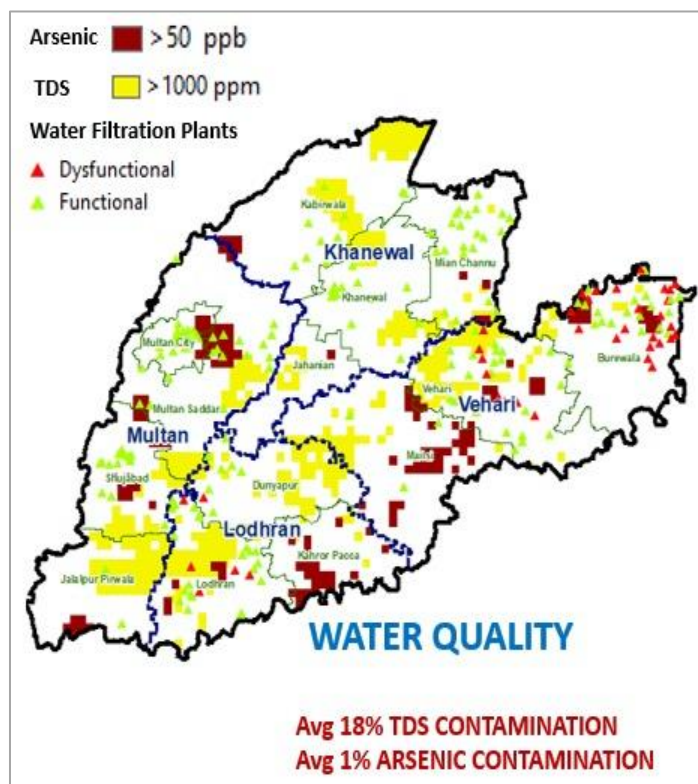 Arsenic >50 ppb
TDS >1000 ppm
Water Filtration Plants
Dysfunctional
Functional
Kabirwala
Khanewal
Mian Channu
Khanewal
Multan City
Jahanian
Burewala
Vehari
Vehari
Multan Saddar
Multan
Mailsi
Shujabad
Dunyapur
Lodhran
Kahror Pacca
Jalalpur Pirwala
Lodhran
WATER QUALITY
Avg 18% TDS CONTAMINATION
Avg 1% ARSENIC CONTAMINATION